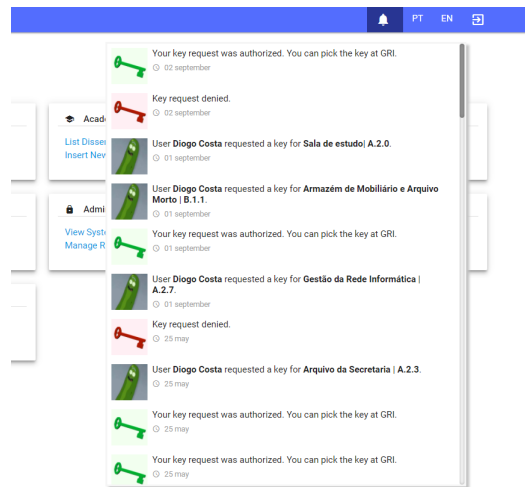 PT EN
Your key request was authorized. You can pick the key at GRI.
02 september
Key request denied.
02 september
User Diogo Costa requested a key for Sala de estudo| A.2.0.
01 september
User Diogo Costa requested a key for Armazém de Mobiliário e Arquivo
Morto | B.1.1.
01 september
Your key request was authorized. You can pick the key at GRI.
01 september
User Diogo Costa requested a key for Gestão da Rede Informática |
A.2.7.
01 september
Key request denied.
25 may
User Diogo Costa requested a key for Arquivo da Secretaria | A.2.3.
25 may
Your key request was authorized. You can pick the key at GRI.
25 may
Your key request was authorized. You can pick the key at GRI.
25 may
Acad
List Disser
Insert New
Admi
View Syst
Manage R